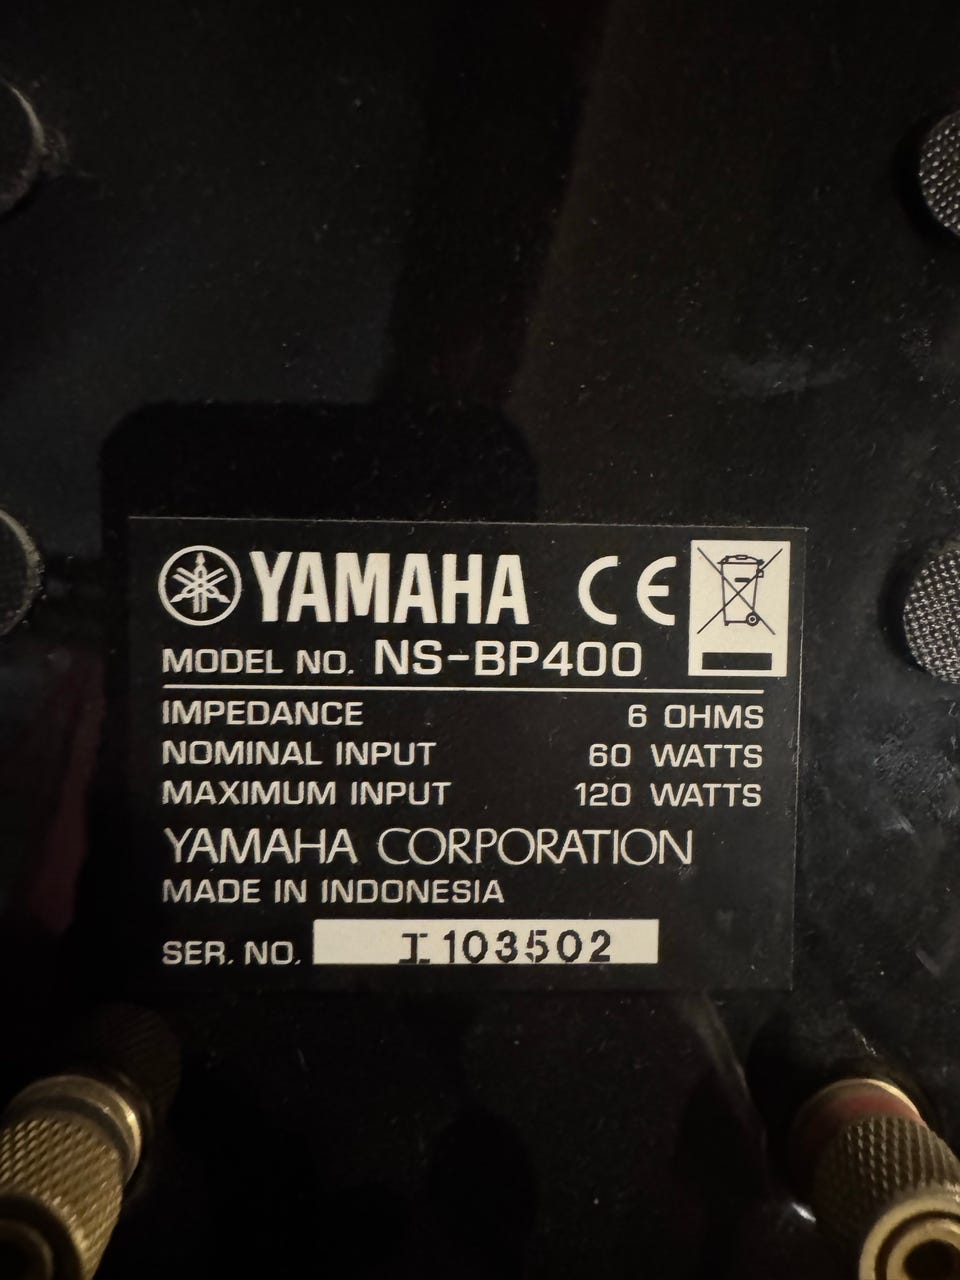 YAMAHA CE
MODEL NO. NS-BP400
IMPEDANCE 6 OHMS
NOMINAL INPUT 60 WATTS
MAXIMUM INPUT 120 WATTS
YAMAHA CORPORATION
MADE IN INDONESIA
SER. NO. I103502